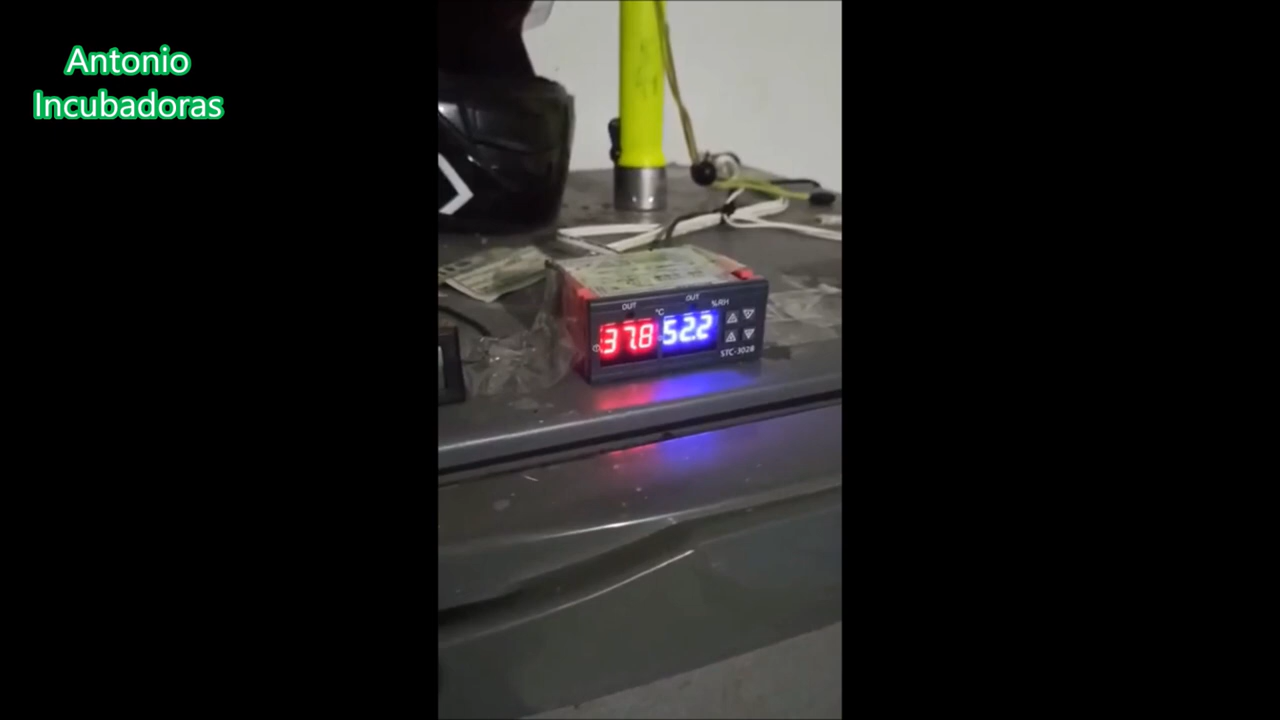 Antonio
Incubadoras
OUT
OUT
°C
%RH
37.8
52.2
STC-3028